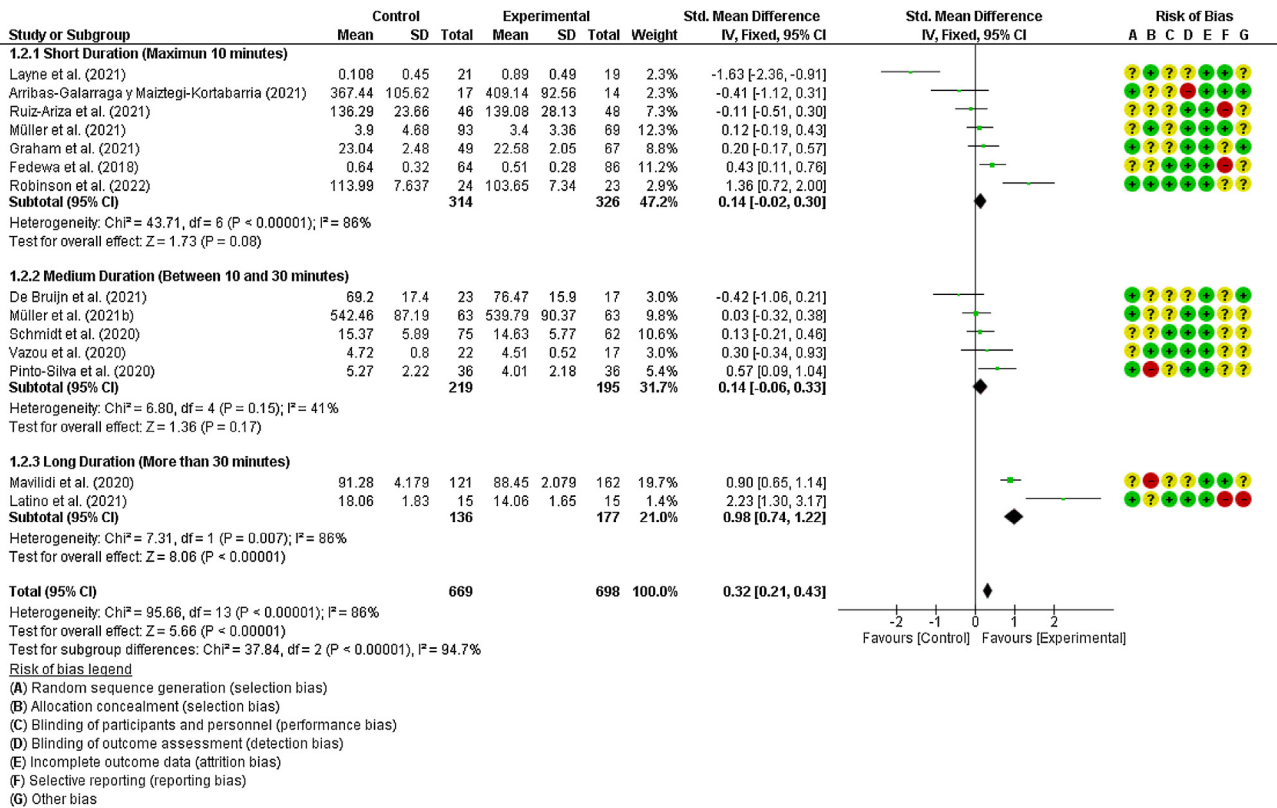 Control Experimental Std. Mean Difference Std. Mean Difference Risk of Bias
Study or Subgroup Mean SD Total Mean SD Total Weight IV, Fixed, 95% CI IV, Fixed, 95% CI A B C D E F G
1.2.1 Short Duration (Maximun 10 minutes)
Layne et al. (2021) 0.108 0.45 21 0.89 0.49 19 2.3% -1.63 [-2.36, -0.91] ? + ? ? + ? +
Arribas-Galarraga y Maiztegi-Kortabarria (2021) 367.44 105.62 17 409.14 92.56 14 2.3% -0.41 [-1.12, 0.31] + ? ? - + + +
Ruiz-Ariza et al. (2021) 136.29 23.66 46 139.08 28.13 48 6.9% -0.11 [-0.51, 0.30] ? ? ? + + - ?
Müller et al. (2021) 3.9 4.68 93 3.4 3.36 69 12.3% 0.12 [-0.19, 0.43] ? + ? + + + ?
Graham et al. (2021) 23.04 2.48 49 22.58 2.05 67 8.8% 0.20 [-0.17, 0.57] ? ? ? + + ? +
Fedewa et al. (2018) 0.64 0.32 64 0.51 0.28 86 11.2% 0.43 [0.11, 0.76] ? ? + + + - ?
Robinson et al. (2022) 113.99 7.637 24 103.65 7.34 23 2.9% 1.36 [0.72, 2.00] + + + + + ? ?
Subtotal (95% CI) 314 326 47.2% 0.14 [-0.02, 0.30]
Heterogeneity: Chi² = 43.71, df = 6 (P < 0.00001); I² = 86%
Test for overall effect: Z = 1.73 (P = 0.08)
1.2.2 Medium Duration (Between 10 and 30 minutes)
De Bruijn et al. (2021) 69.2 17.4 23 76.47 15.9 17 3.0% -0.42 [-1.06, 0.21] + ? ? ? + ? +
Müller et al. (2021b) 542.46 87.19 63 539.79 90.37 63 9.8% 0.03 [-0.32, 0.38] ? + ? + + + ?
Schmidt et al. (2020) 15.37 5.89 75 14.63 5.77 62 10.6% 0.13 [-0.21, 0.46] ? ? + + + ? ?
Vazou et al. (2020) 4.72 0.8 22 4.51 0.52 17 3.0% 0.30 [-0.34, 0.93] ? + + + + ? ?
Pinto-Silva et al. (2020) 5.27 2.22 36 4.01 2.18 36 5.4% 0.57 [0.09, 1.04] + - ? + + ? ?
Subtotal (95% CI) 219 195 31.7% 0.14 [-0.06, 0.33]
Heterogeneity: Chi² = 6.80, df = 4 (P = 0.15); I² = 41%
Test for overall effect: Z = 1.36 (P = 0.17)
1.2.3 Long Duration (More than 30 minutes)
Mavilidi et al. (2020) 91.28 4.179 121 88.45 2.079 162 19.7% 0.90 [0.65, 1.14] ? - ? ? + + ?
Latino et al. (2021) 18.06 1.83 15 14.06 1.65 15 1.4% 2.23 [1.30, 3.17] + ? + + + - -
Subtotal (95% CI) 136 177 21.0% 0.98 [0.74, 1.22]
Heterogeneity: Chi² = 7.31, df = 1 (P = 0.007); I² = 86%
Test for overall effect: Z = 8.06 (P < 0.00001)
Total (95% CI) 669 698 100.0% 0.32 [0.21, 0.43]
Heterogeneity: Chi² = 95.66, df = 13 (P < 0.00001); I² = 86%
Test for overall effect: Z = 5.66 (P < 0.00001)
Test for subgroup differences: Chi² = 37.84, df = 2 (P < 0.00001), I² = 94.7%
-2 -1 0 1 2
Favours [Control] Favours [Experimental]
Risk of bias legend
(A) Random sequence generation (selection bias)
(B) Allocation concealment (selection bias)
(C) Blinding of participants and personnel (performance bias)
(D) Blinding of outcome assessment (detection bias)
(E) Incomplete outcome data (attrition bias)
(F) Selective reporting (reporting bias)
(G) Other bias